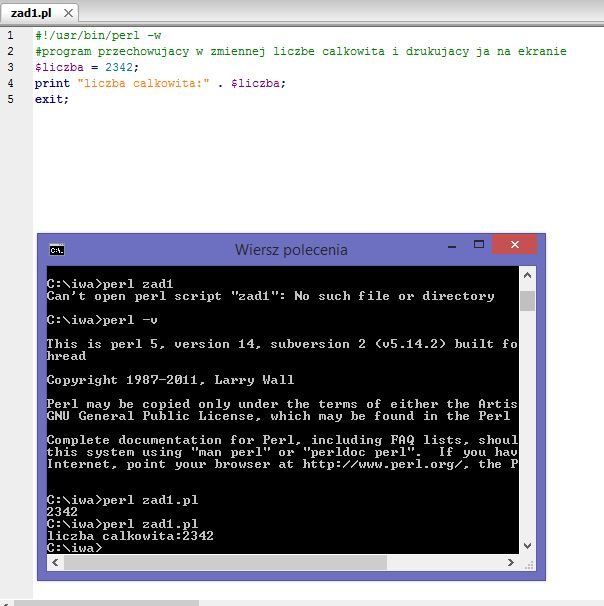 zad1.pl
1 #!/usr/bin/perl -w
2 #program przechowujacy w zmiennej liczbe calkowita i drukujacy ja na ekranie
3 $liczba = 2342;
4 print "liczba calkowita:" . $liczba;
5 exit;
Wiersz polecenia
C:\iwa>perl zad1
Can't open perl script "zad1": No such file or directory
C:\iwa>perl -v
This is perl 5, version 14, subversion 2 (v5.14.2) built fo
hread
Copyright 1987-2011, Larry Wall
Perl may be copied only under the terms of either the Artis
GNU General Public License, which may be found in the Perl
Complete documentation for Perl, including FAQ lists, shoul
this system using "man perl" or "perldoc perl".  If you hav
Internet, point your browser at http://www.perl.org/, the P
C:\iwa>perl zad1.pl
2342
C:\iwa>perl zad1.pl
liczba calkowita:2342
C:\iwa>